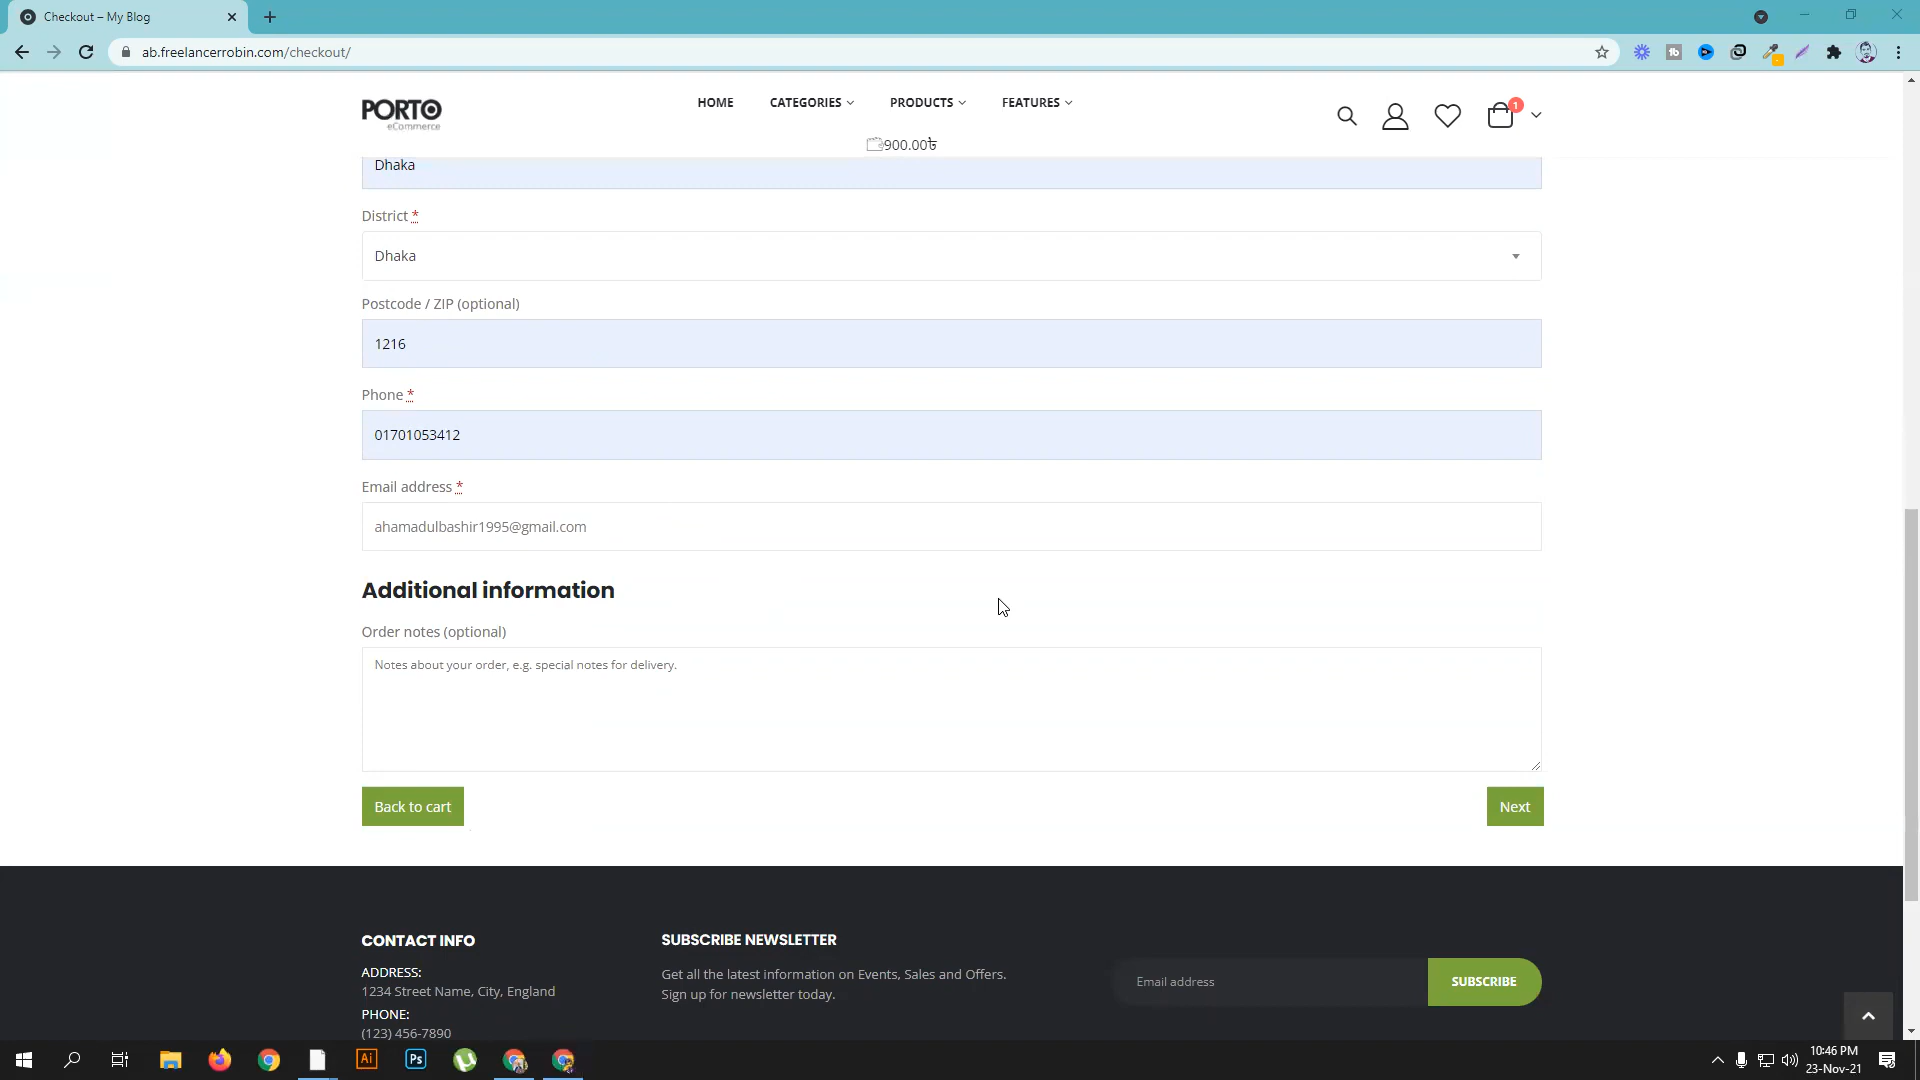 Checkout – My Blog
ab.freelancerrobin.com/checkout/
PORTO
eCommerce
HOME
CATEGORIES
PRODUCTS
FEATURES
1
900.00৳
Dhaka
District *
Dhaka
Postcode / ZIP (optional)
1216
Phone *
01701053412
Email address *
ahamadulbashir1995@gmail.com
Additional information
Order notes (optional)
Notes about your order, e.g. special notes for delivery.
Back to cart
Next
CONTACT INFO
ADDRESS:
1234 Street Name, City, England
PHONE:
(123) 456-7890
SUBSCRIBE NEWSLETTER
Get all the latest information on Events, Sales and Offers.
Sign up for newsletter today.
Email address
SUBSCRIBE
Ai
Ps
10:46 PM
23-Nov-21